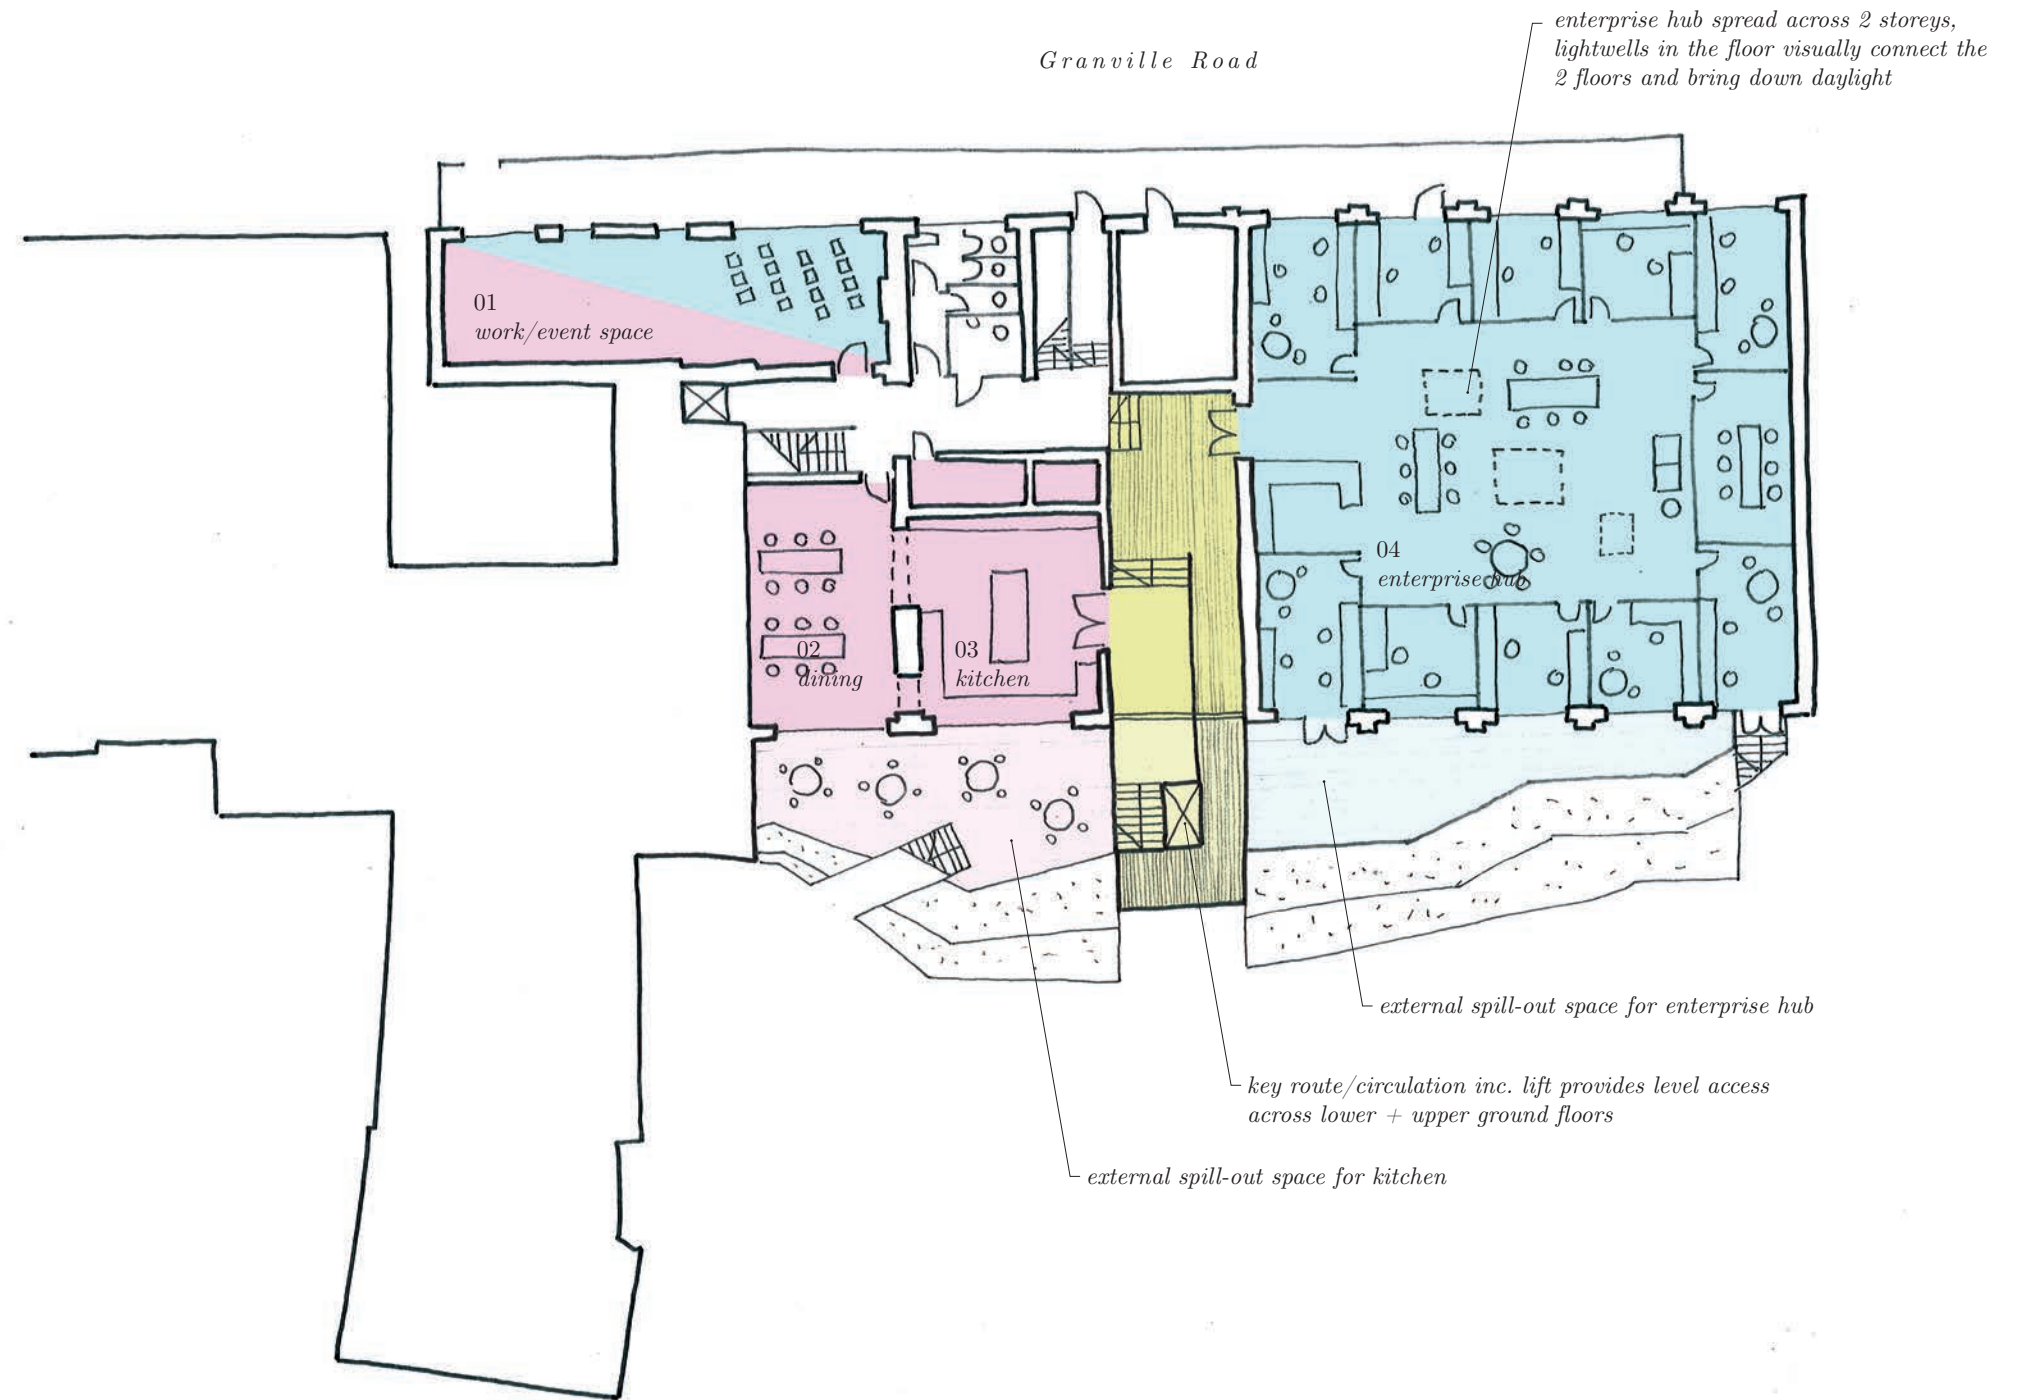 enterprise hub spread across 2 storeys,
lightwells in the floor visually connect the
2 floors and bring down daylight
Granville Road
01
work/event space
02
dining
03
kitchen
04
enterprise hub
external spill-out space for enterprise hub
key route/circulation inc. lift provides level access
across lower + upper ground floors
external spill-out space for kitchen